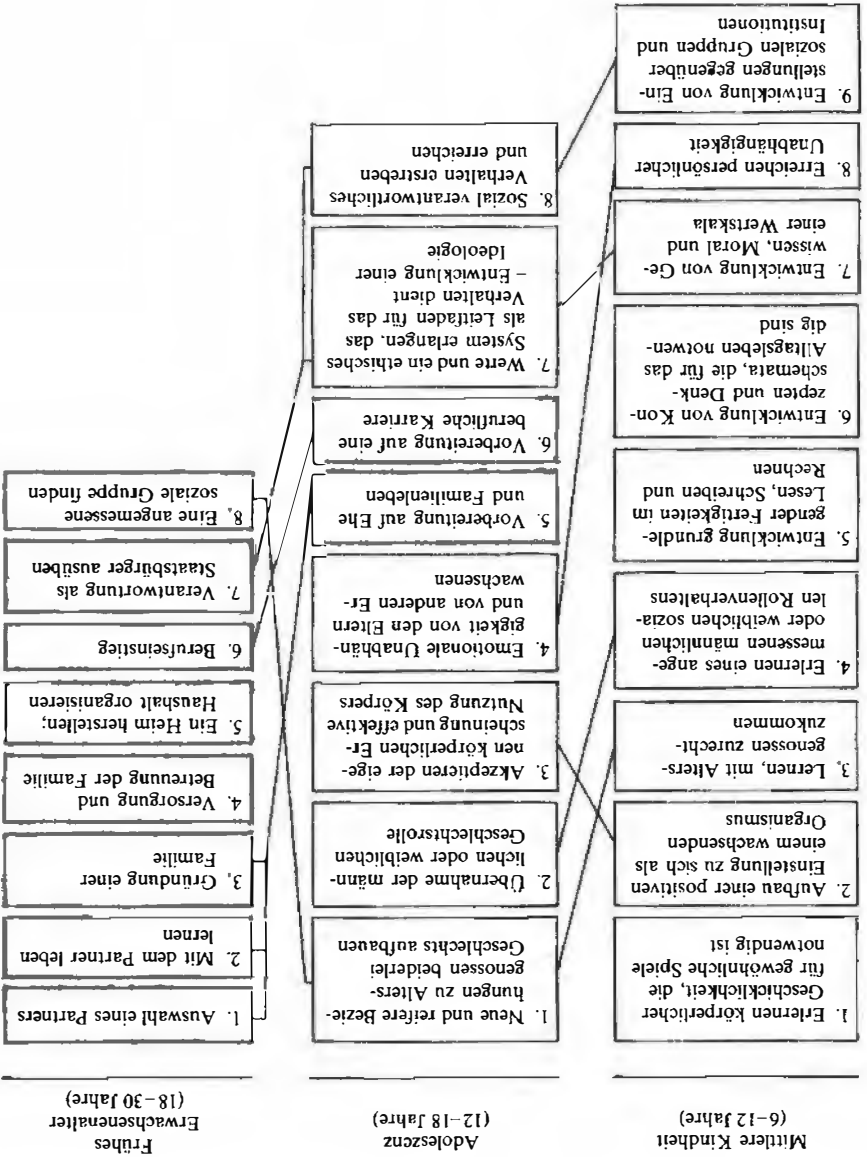 Mittlere Kindheit
(6–12 Jahre)
1. Erlernen körperlicher
Geschicklichkeit, die
für gewöhnliche Spiele
notwendig ist
2. Aufbau einer positiven
Einstellung zu sich als
einem wachsenden
Organismus
3. Lernen, mit Alters-
genossen zurecht-
zukommen
4. Erlernen eines ange-
messenen männlichen
oder weiblichen sozia-
len Rollenverhaltens
5. Entwicklung grundle-
gender Fertigkeiten im
Lesen, Schreiben und
Rechnen
6. Entwicklung von Kon-
zepten und Denk-
schemata, die für das
Alltagsleben notwen-
dig sind
7. Entwicklung von Ge-
wissen, Moral und
einer Wertskala
8. Erreichen persönlicher
Unabhängigkeit
9. Entwicklung von Ein-
stellungen gegenüber
sozialen Gruppen und
Institutionen
Adoleszenz
(12–18 Jahre)
1. Neue und reifere Bezie-
hungen zu Alters-
genossen beiderlei
Geschlechts aufbauen
2. Übernahme der männ-
lichen oder weiblichen
Geschlechtsrolle
3. Akzeptieren der eige-
nen körperlichen Er-
scheinung und effektive
Nutzung des Körpers
4. Emotionale Unabhän-
gigkeit von den Eltern
und von anderen Er-
wachsenen
5. Vorbereitung auf Ehe
und Familienleben
6. Vorbereitung auf eine
berufliche Karriere
7. Werte und ein ethisches
System erlangen, das
als Leitfaden für das
Verhalten dient
– Entwicklung einer
Ideologie
8. Sozial verantwortliches
Verhalten erstreben
und erreichen
Frühes
Erwachsenenalter
(18–30 Jahre)
1. Auswahl eines Partners
2. Mit dem Partner leben
lernen
3. Gründung einer
Familie
4. Versorgung und
Betreuung der Familie
5. Ein Heim herstellen;
Haushalt organisieren
6. Berufseinstieg
7. Verantwortung als
Staatsbürger ausüben
8. Eine angemessene
soziale Gruppe finden